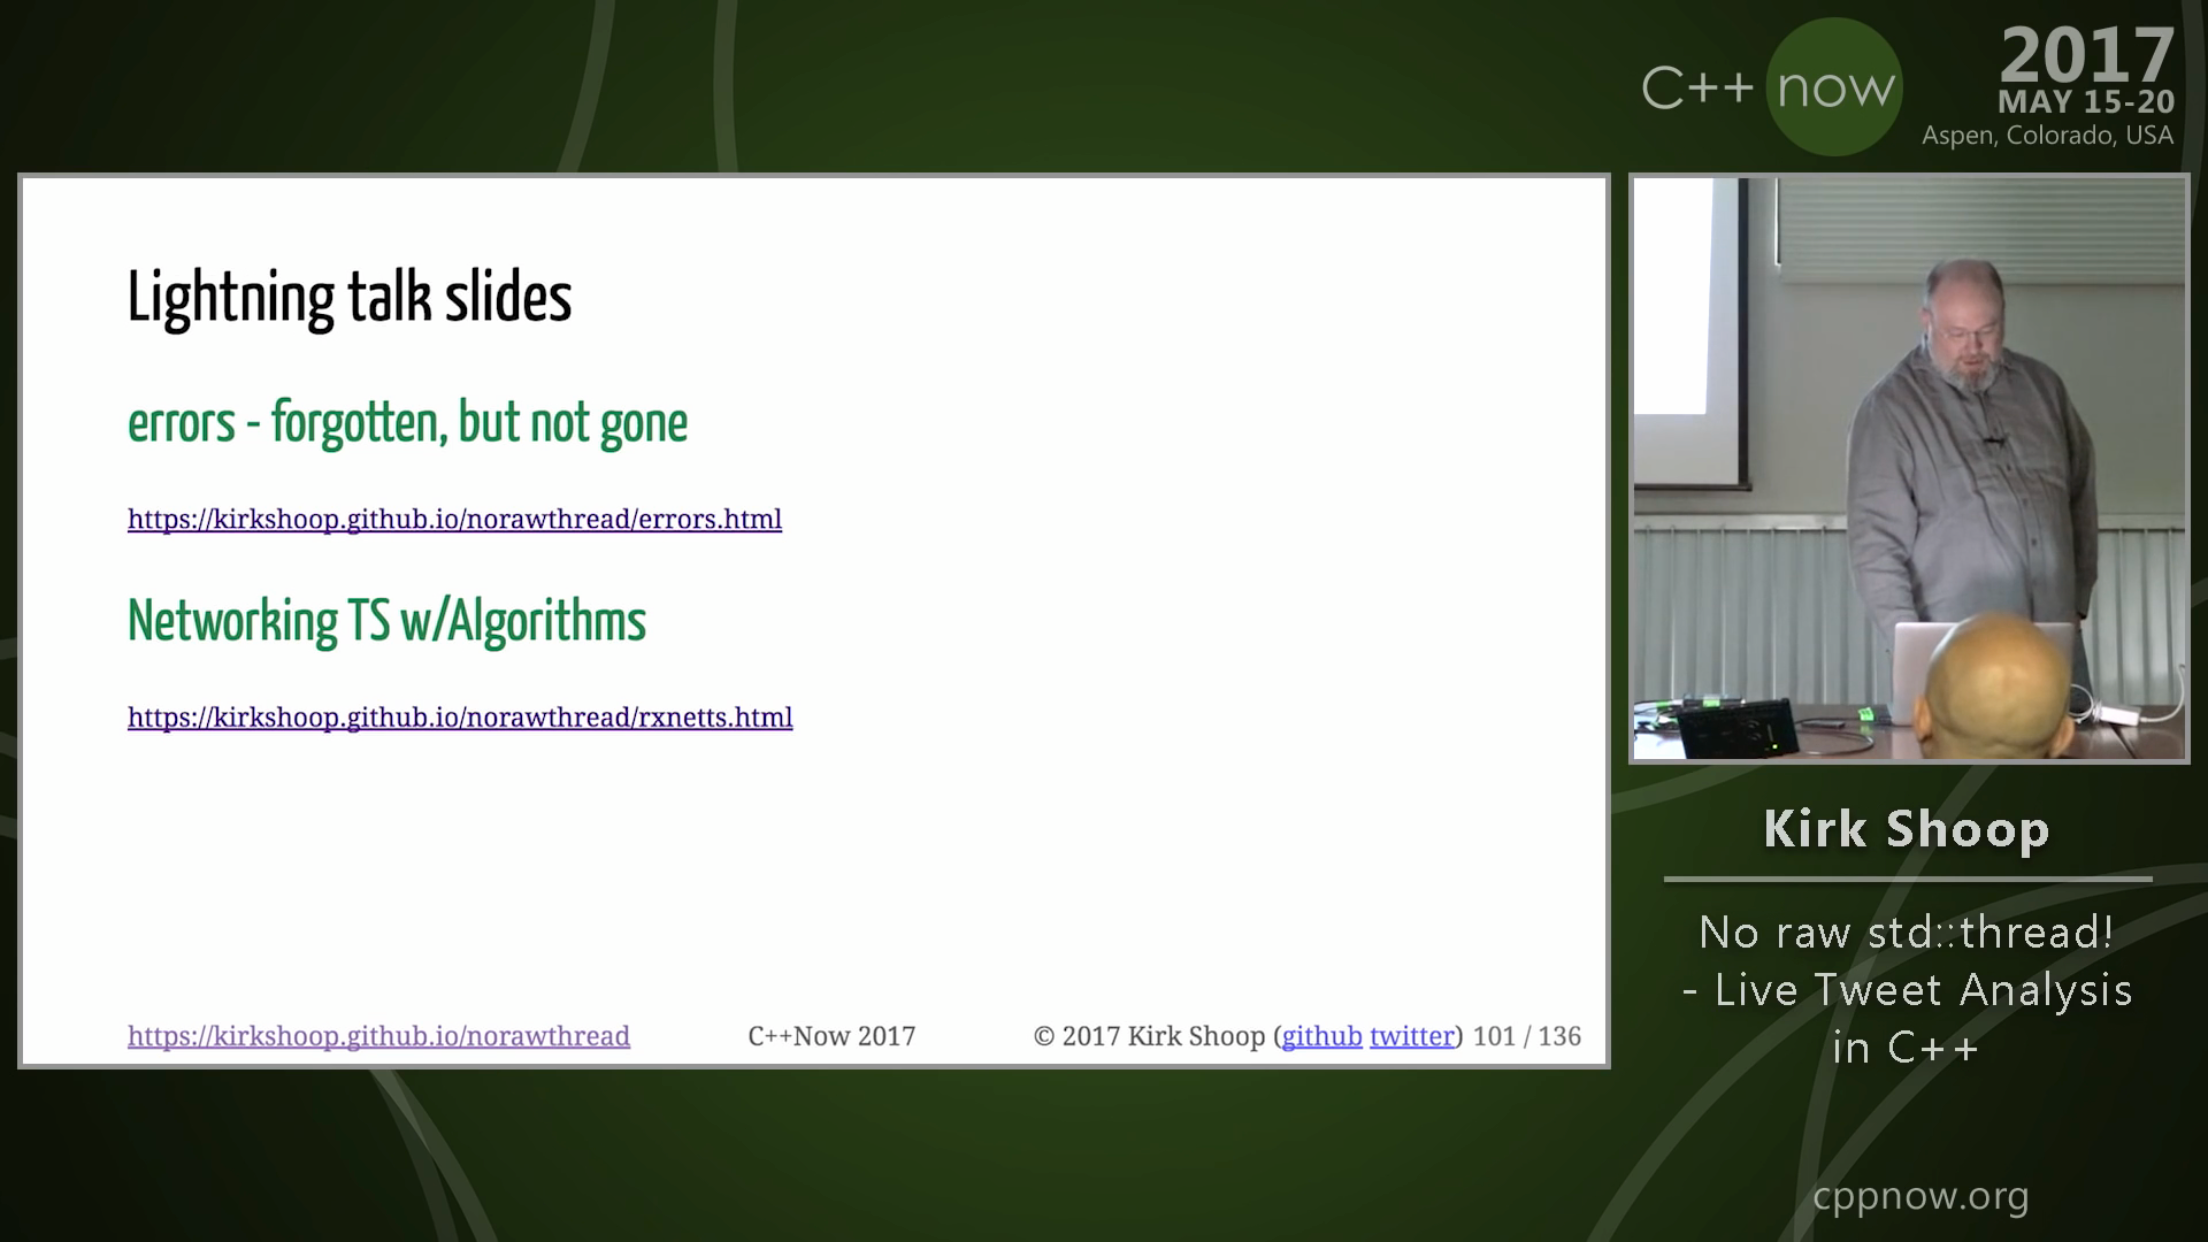 C++ now
2017
MAY 15-20
Aspen, Colorado, USA
Lightning talk slides
errors - forgotten, but not gone
https://kirkshoop.github.io/norawthread/errors.html
Networking TS w/Algorithms
https://kirkshoop.github.io/norawthread/rxnetts.html
https://kirkshoop.github.io/norawthread C++Now 2017 © 2017 Kirk Shoop (github twitter) 101 / 136
Kirk Shoop
No raw std::thread!
- Live Tweet Analysis
in C++
cppnow.org